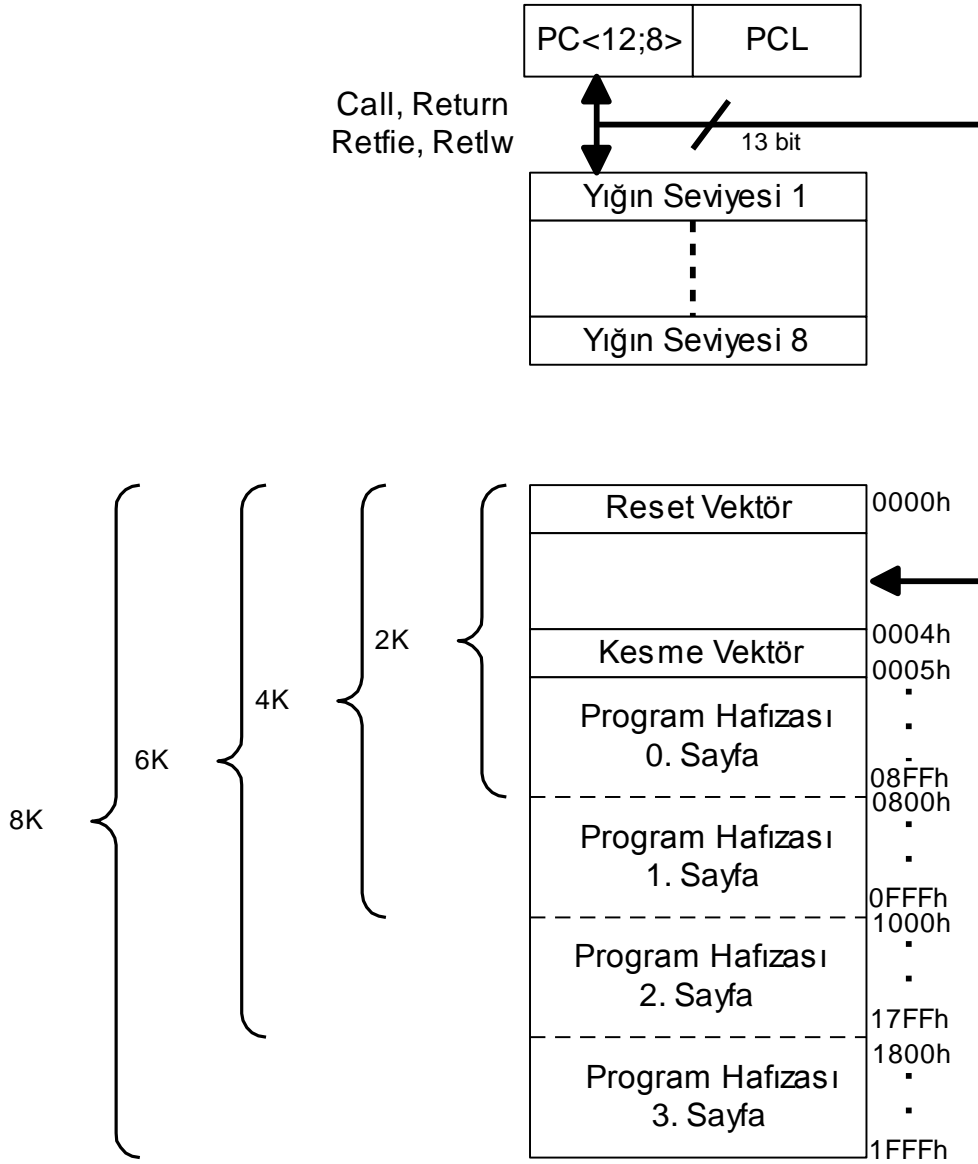 PC<12;8> PCL
Call, Return
Retfie, Retlw
13 bit
Yığın Seviyesi 1
Yığın Seviyesi 8
Reset Vektör
0000h
0004h
Kesme Vektör
0005h
2K
4K
6K
8K
Program Hafızası
0. Sayfa
08FFh
0800h
Program Hafızası
1. Sayfa
0FFFh
1000h
Program Hafızası
2. Sayfa
17FFh
1800h
Program Hafızası
3. Sayfa
1FFFh